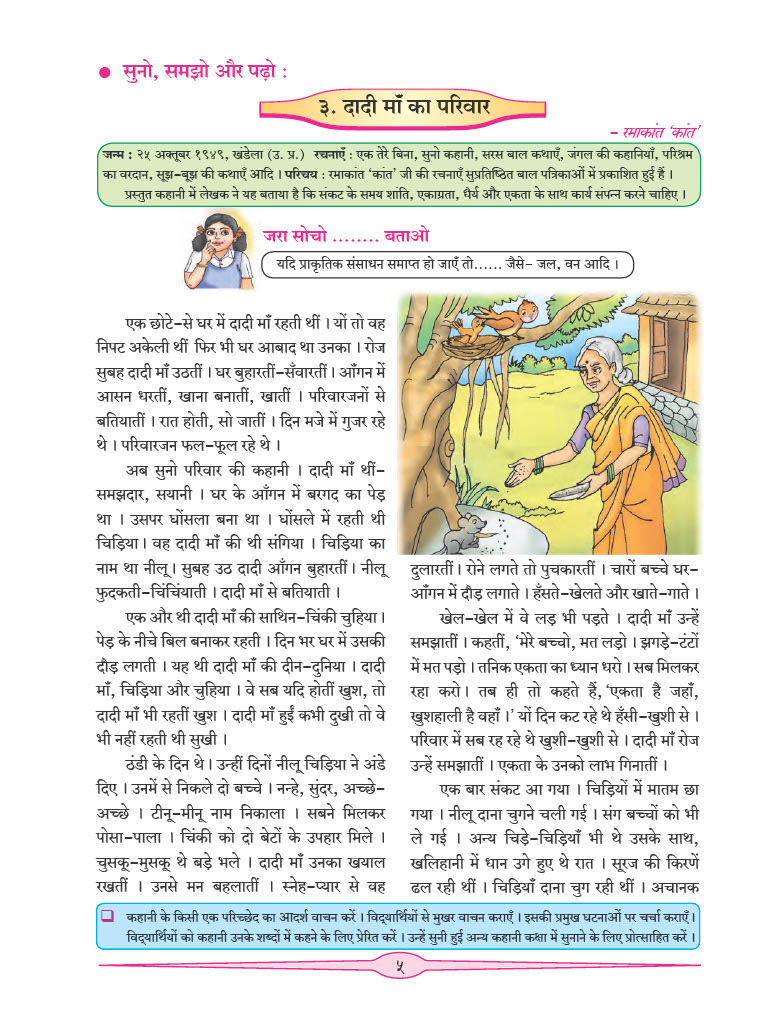 ● सुनो, समझो और पढ़ो :
३. दादी माँ का परिवार
– रमाकांत ‘कांत’
जन्म : २५ अक्तूबर १९४९, खंडेला (उ. प्र.) रचनाएँ : एक तेरे बिना, सुनो कहानी, सरस बाल कथाएँ, जंगल की कहानियाँ, परिश्रम
का वरदान, सूझ-बूझ की कथाएँ आदि । परिचय : रमाकांत ‘कांत’ जी की रचनाएँ सुप्रतिष्ठित बाल पत्रिकाओं में प्रकाशित हुई हैं ।
प्रस्तुत कहानी में लेखक ने यह बताया है कि संकट के समय शांति, एकाग्रता, धैर्य और एकता के साथ कार्य संपन्न करने चाहिए ।
जरा सोचो ........ बताओ
यदि प्राकृतिक संसाधन समाप्त हो जाएँ तो...... जैसे- जल, वन आदि ।
एक छोटे-से घर में दादी माँ रहती थीं । यों तो वह
निपट अकेली थीं फिर भी घर आबाद था उनका । रोज
सुबह दादी माँ उठतीं । घर बुहारतीं-सँवारतीं । आँगन में
आसन धरतीं, खाना बनातीं, खातीं । परिवारजनों से
बतियातीं । रात होती, सो जातीं । दिन मजे में गुजर रहे
थे । परिवारजन फल-फूल रहे थे ।
अब सुनो परिवार की कहानी । दादी माँ थीं-
समझदार, सयानी । घर के आँगन में बरगद का पेड़
था । उसपर घोंसला बना था । घोंसले में रहती थी
चिड़िया । वह दादी माँ की थी संगिया । चिड़िया का
नाम था नीलू । सुबह उठ दादी आँगन बुहारतीं । नीलू
फुदकती-चिंचिंयाती । दादी माँ से बतियाती ।
एक और थी दादी माँ की साथिन-चिंकी चुहिया ।
पेड़ के नीचे बिल बनाकर रहती । दिन भर घर में उसकी
दौड़ लगती । यह थी दादी माँ की दीन-दुनिया । दादी
माँ, चिड़िया और चुहिया । वे सब यदि होतीं खुश, तो
दादी माँ भी रहतीं खुश । दादी माँ हुईं कभी दुखी तो वे
भी नहीं रहती थी सुखी ।
ठंडी के दिन थे । उन्हीं दिनों नीलू चिड़िया ने अंडे
दिए । उनमें से निकले दो बच्चे । नन्हे, सुंदर, अच्छे-
अच्छे । टीनू-मीनू नाम निकाला । सबने मिलकर
पोसा-पाला । चिंकी को दो बेटों के उपहार मिले ।
चुसकू-मुसकू थे बड़े भले । दादी माँ उनका खयाल
रखतीं । उनसे मन बहलातीं । स्नेह-प्यार से वह
दुलारतीं । रोने लगते तो पुचकारतीं । चारों बच्चे घर-
आँगन में दौड़ लगाते । हँसते-खेलते और खाते-गाते ।
खेल-खेल में वे लड़ भी पड़ते । दादी माँ उन्हें
समझातीं । कहतीं, ‘मेरे बच्चो, मत लड़ो । झगड़े-टंटों
में मत पड़ो । तनिक एकता का ध्यान धरो । सब मिलकर
रहा करो । तब ही तो कहते हैं, ‘एकता है जहाँ,
खुशहाली है वहाँ ।’ यों दिन कट रहे थे हँसी-खुशी से ।
परिवार में सब रह रहे थे खुशी-खुशी से । दादी माँ रोज
उन्हें समझातीं । एकता के उनको लाभ गिनातीं ।
एक बार संकट आ गया । चिड़ियों में मातम छा
गया । नीलू दाना चुगने चली गई । संग बच्चों को भी
ले गई । अन्य चिड़े-चिड़ियाँ भी थे उसके साथ,
खलिहानी में धान उगे हुए थे रात । सूरज की किरणें
ढल रही थीं । चिड़ियाँ दाना चुग रही थीं । अचानक
❑ कहानी के किसी एक परिच्छेद का आदर्श वाचन करें । विद्यार्थियों से मुखर वाचन कराएँ । इसकी प्रमुख घटनाओं पर चर्चा कराएँ ।
विद्यार्थियों को कहानी उनके शब्दों में कहने के लिए प्रेरित करें । उन्हें सुनी हुई अन्य कहानी कक्षा में सुनाने के लिए प्रोत्साहित करें ।
५